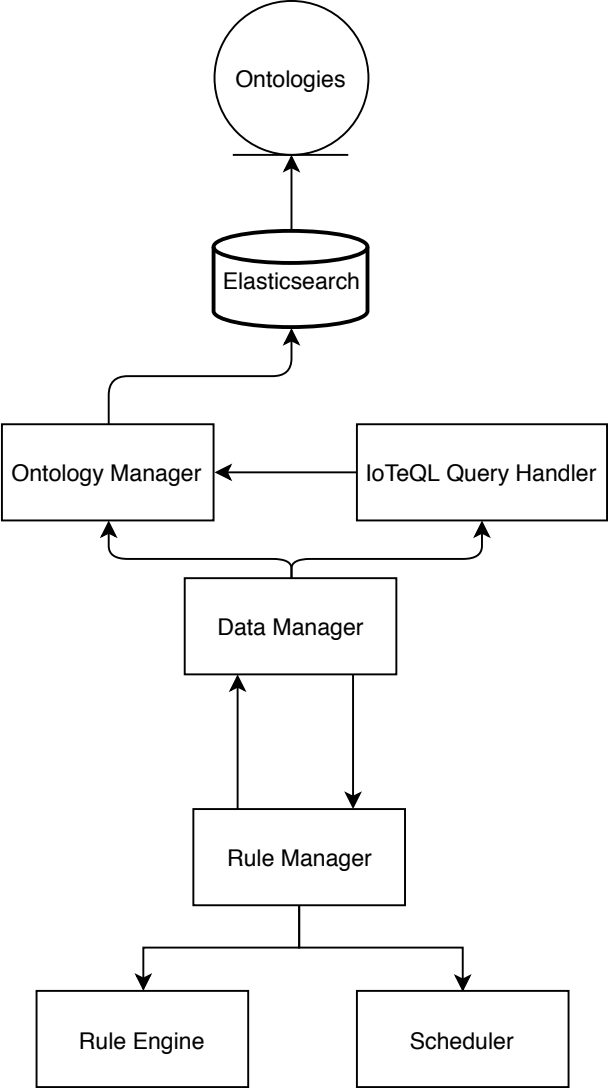 Ontologies
Elasticsearch
Ontology Manager
IoTeQL Query Handler
Data Manager
Rule Manager
Rule Engine
Scheduler